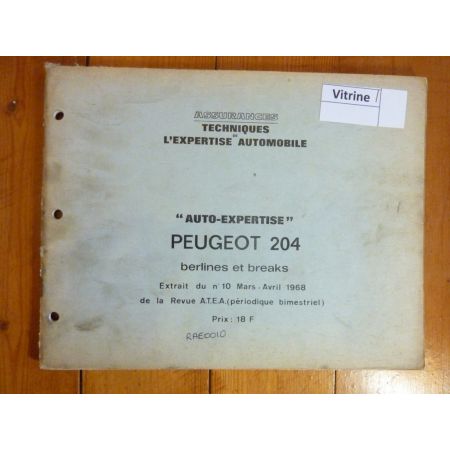 Vitrine
ASSURANCES
TECHNIQUES
DE
L'EXPERTISE AUTOMOBILE
"AUTO-EXPERTISE"
PEUGEOT 204
berlines et breaks
Extrait du n° 10 Mars-Avril 1968
de la Revue A.T.E.A.(périodique bimestriel)
Prix : 18 F
RAE0010